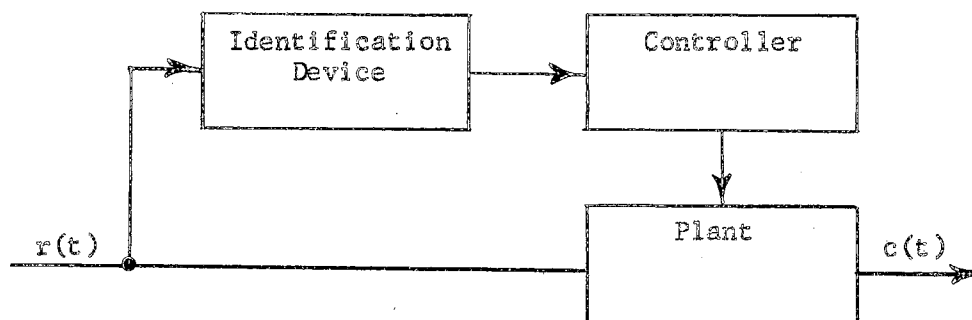 Identification
Device
Controller
r(t)
Plant
c(t)